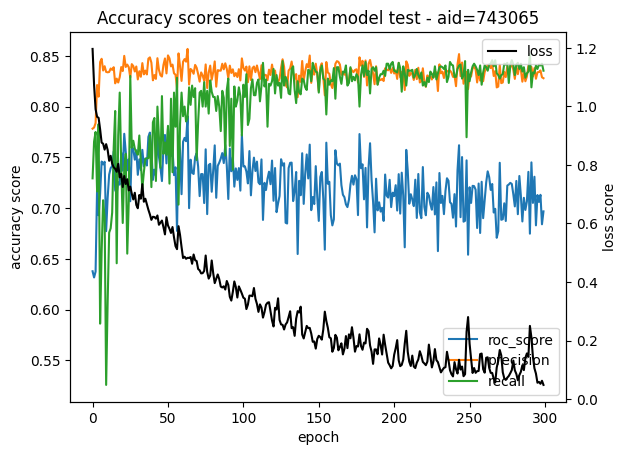 Accuracy scores on teacher model test - aid=743065
0.85
0.80
0.75
0.70
0.65
0.60
0.55
accuracy score
0
50
100
150
200
250
300
epoch
1.2
1.0
0.8
0.6
0.4
0.2
0.0
loss score
loss
roc_score
precision
recall